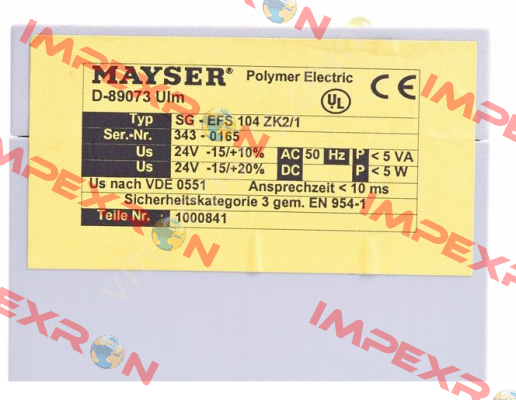 MAYSER® Polymer Electric
D-89073 Ulm
UL
CE
Typ SG - EFS 104 ZK2/1
Ser.-Nr. 343 - 0165
Us 24V -15/+10% AC 50 Hz P < 5 VA
Us 24V -15/+20% DC P < 5 W
Us nach VDE 0551 Ansprechzeit < 10 ms
Sicherheitskategorie 3 gem. EN 954-1
Teile Nr. 1000841
IMPEXRON
IMPEXRON
IMPEXRON
IMPEXRON